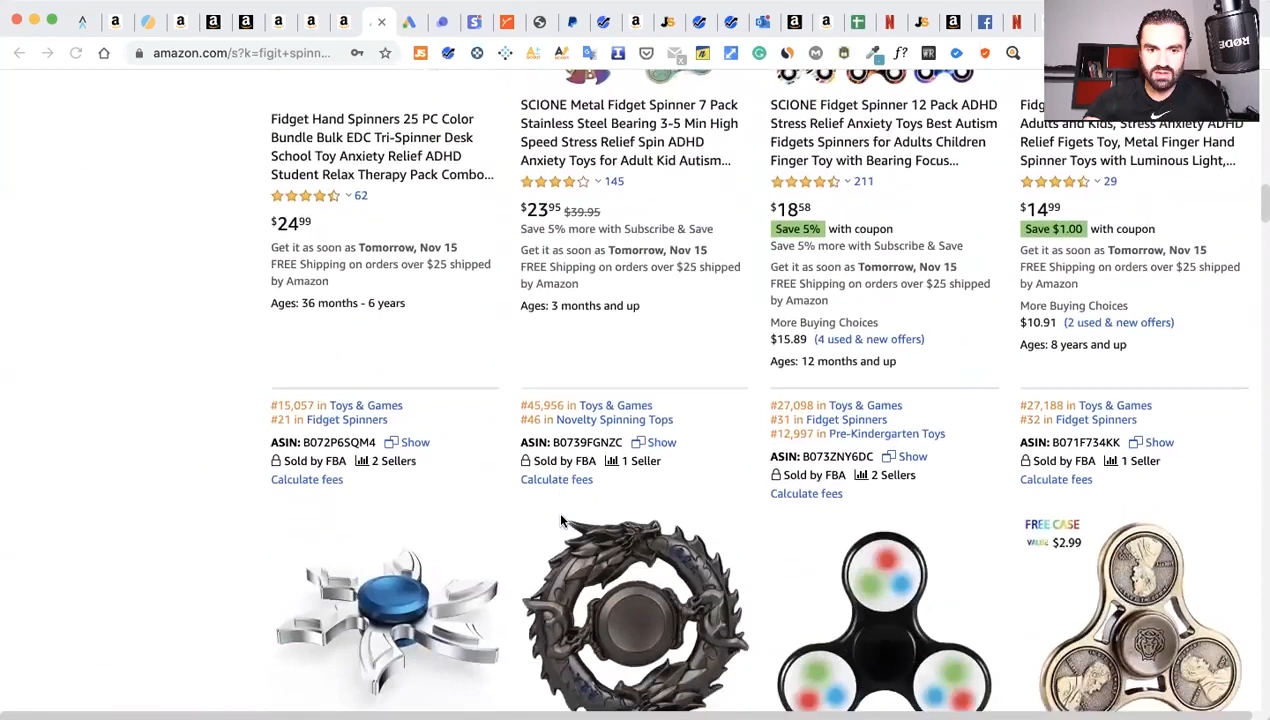 amazon.com/s?k=figit+spinn...
RØDE
Fidget Hand Spinners 25 PC Color
Bundle Bulk EDC Tri-Spinner Desk
School Toy Anxiety Relief ADHD
Student Relax Therapy Pack Combo...
62
$24⁹⁹
Get it as soon as Tomorrow, Nov 15
FREE Shipping on orders over $25 shipped
by Amazon
Ages: 36 months - 6 years
#15,057 in Toys & Games
#21 in Fidget Spinners
ASIN: B072P6SQM4 Show
Sold by FBA 2 Sellers
Calculate fees
SCIONE Metal Fidget Spinner 7 Pack
Stainless Steel Bearing 3-5 Min High
Speed Stress Relief Spin ADHD
Anxiety Toys for Adult Kid Autism...
145
$23⁹⁵ $39.95
Save 5% more with Subscribe & Save
Get it as soon as Tomorrow, Nov 15
FREE Shipping on orders over $25 shipped
by Amazon
Ages: 3 months and up
#45,956 in Toys & Games
#46 in Novelty Spinning Tops
ASIN: B0739FGNZC Show
Sold by FBA 1 Seller
Calculate fees
SCIONE Fidget Spinner 12 Pack ADHD
Stress Relief Anxiety Toys Best Autism
Fidgets Spinners for Adults Children
Finger Toy with Bearing Focus...
211
$18⁵⁸
Save 5% with coupon
Save 5% more with Subscribe & Save
Get it as soon as Tomorrow, Nov 15
FREE Shipping on orders over $25 shipped
by Amazon
More Buying Choices
$15.89 (4 used & new offers)
Ages: 12 months and up
#27,098 in Toys & Games
#31 in Fidget Spinners
#12,997 in Pre-Kindergarten Toys
ASIN: B073ZNY6DC Show
Sold by FBA 2 Sellers
Calculate fees
Adults and Kids, Stress Anxiety ADHD
Relief Figets Toy, Metal Finger Hand
Spinner Toys with Luminous Light,...
29
$14⁹⁹
Save $1.00 with coupon
Get it as soon as Tomorrow, Nov 15
FREE Shipping on orders over $25 shipped
by Amazon
More Buying Choices
$10.91 (2 used & new offers)
Ages: 8 years and up
#27,188 in Toys & Games
#32 in Fidget Spinners
ASIN: B071F734KK Show
Sold by FBA 1 Seller
Calculate fees
FREE CASE
VALUE $2.99